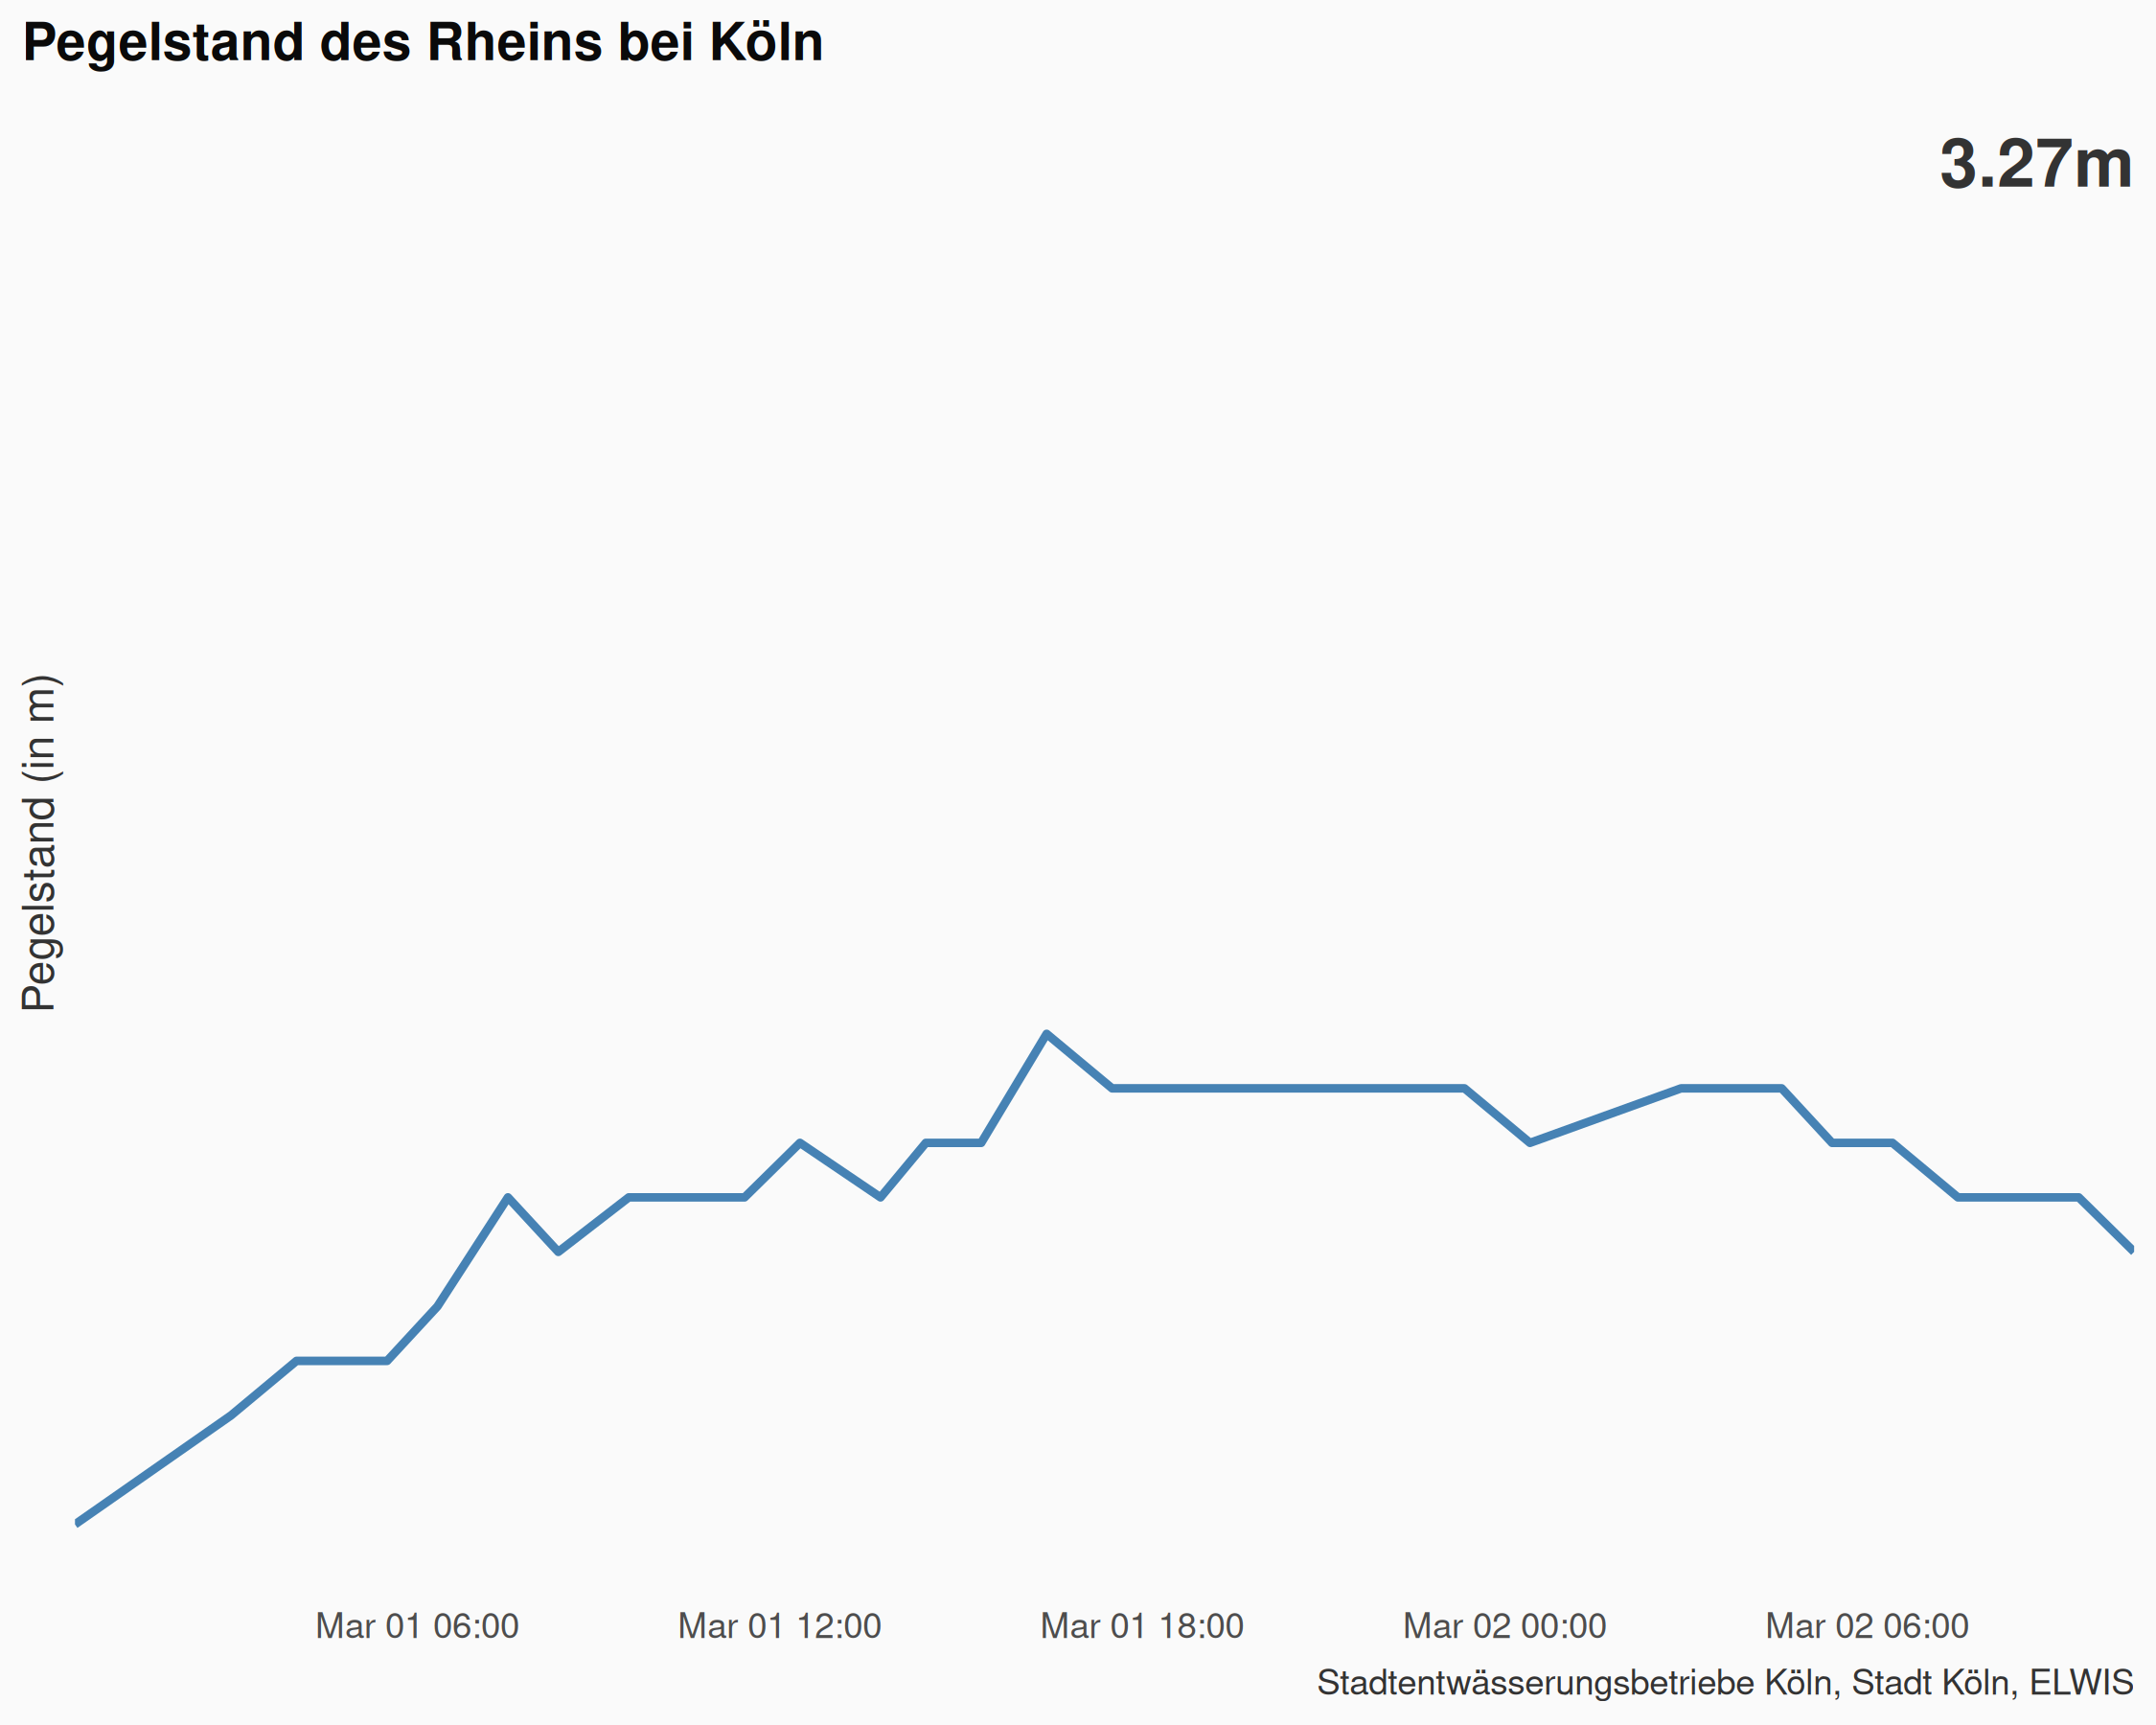 Pegelstand des Rheins bei Köln
3.27m
Pegelstand (in m)
Mar 01 06:00
Mar 01 12:00
Mar 01 18:00
Mar 02 00:00
Mar 02 06:00
Stadtentwässerungsbetriebe Köln, Stadt Köln, ELWIS